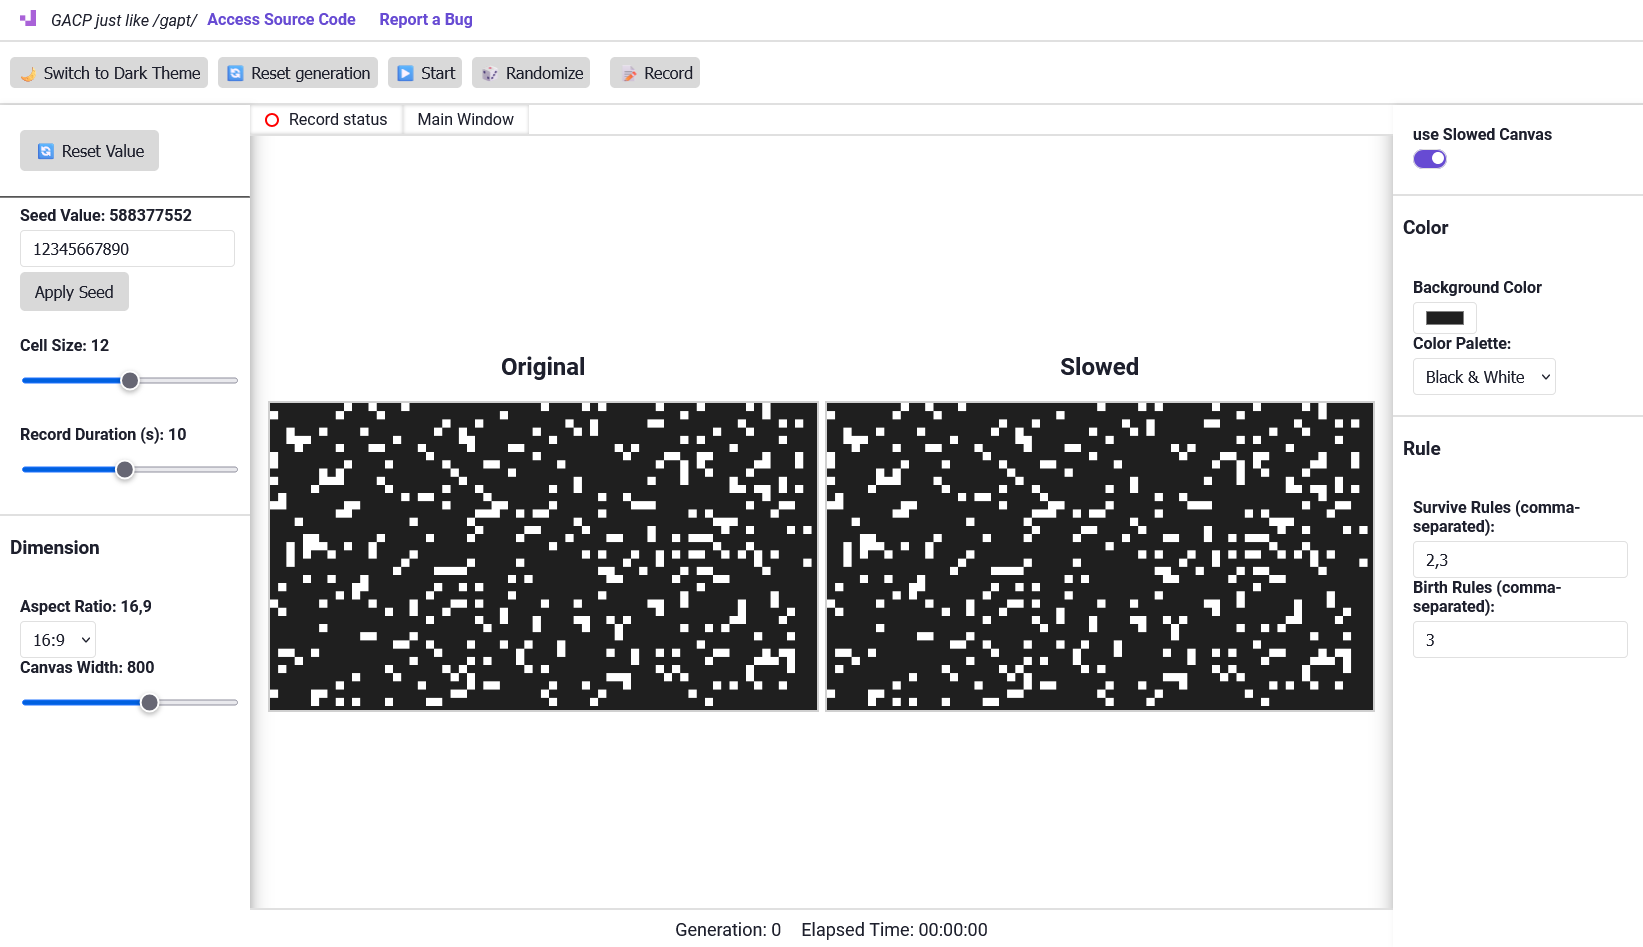 GACP just like /gapt/ Access Source Code Report a Bug
Switch to Dark Theme Reset generation Start Randomize Record
Reset Value
Seed Value: 588377552
12345667890
Apply Seed
Cell Size: 12
Record Duration (s): 10
Dimension
Aspect Ratio: 16,9
16:9
Canvas Width: 800
Record status Main Window
Original Slowed
Generation: 0 Elapsed Time: 00:00:00
use Slowed Canvas
Color
Background Color
Color Palette:
Black & White
Rule
Survive Rules (comma-
separated):
2,3
Birth Rules (comma-
separated):
3